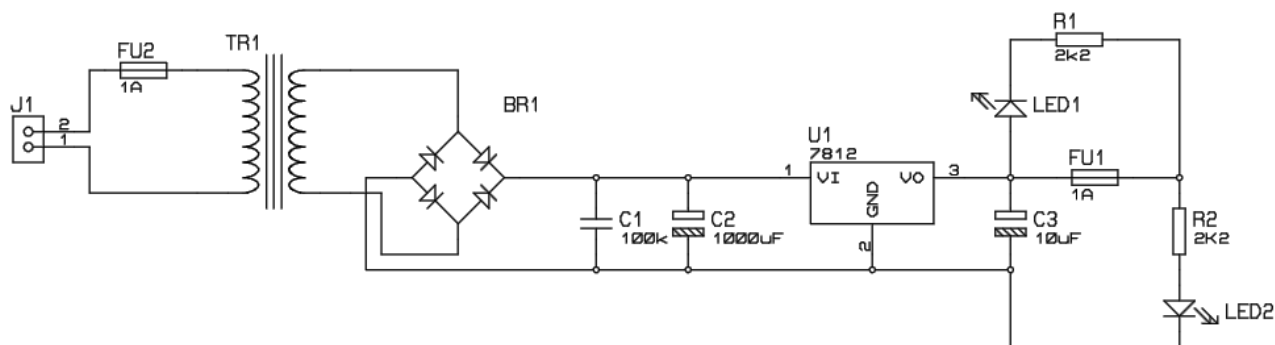 J1
2
1
FU2
1A
TR1
BR1
C1
100k
C2
1000uF
U1
7812
1
VI
VO
3
GND
2
R1
2k2
LED1
FU1
1A
C3
10uF
R2
2K2
LED2